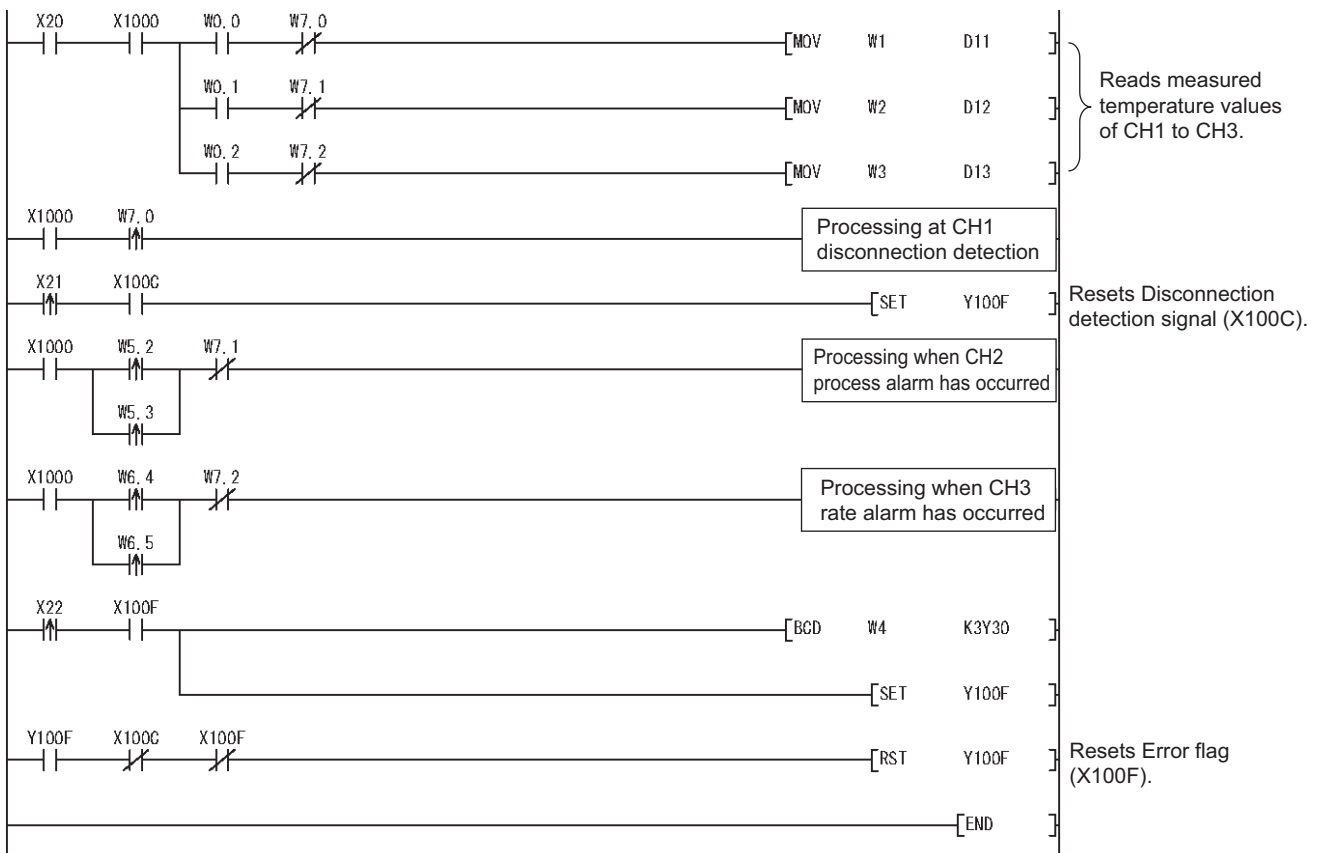 X20 X1000 W0.0 W7.0
MOV W1 D11
W0.1 W7.1
MOV W2 D12
W0.2 W7.2
MOV W3 D13
Reads measured
temperature values
of CH1 to CH3.
X1000 W7.0
Processing at CH1
disconnection detection
X21 X100C
SET Y100F
Resets Disconnection
detection signal (X100C).
X1000 W5.2 W7.1
Processing when CH2
process alarm has occurred
W5.3
X1000 W6.4 W7.2
Processing when CH3
rate alarm has occurred
W6.5
X22 X100F
BCD W4 K3Y30
SET Y100F
Y100F X100C X100F
RST Y100F
Resets Error flag
(X100F).
END